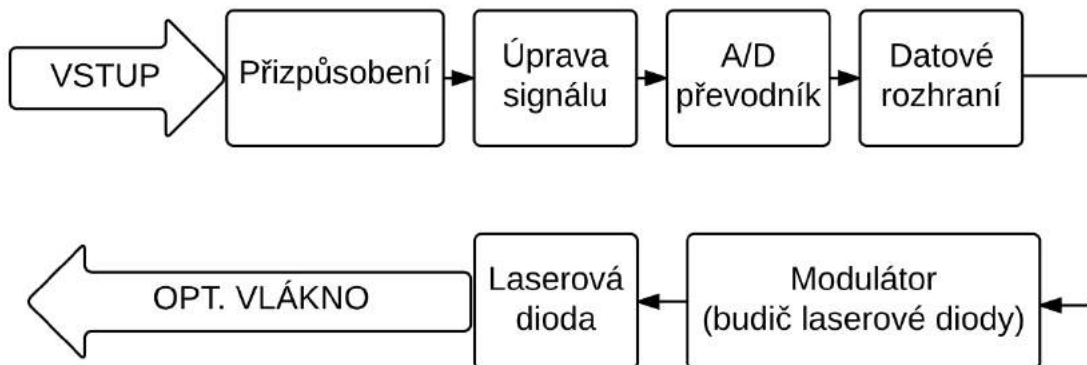 VSTUP
Přizpůsobení
Úprava
signálu
A/D
převodník
Datové
rozhraní
OPT. VLÁKNO
Laserová
dioda
Modulátor
(budič laserové diody)